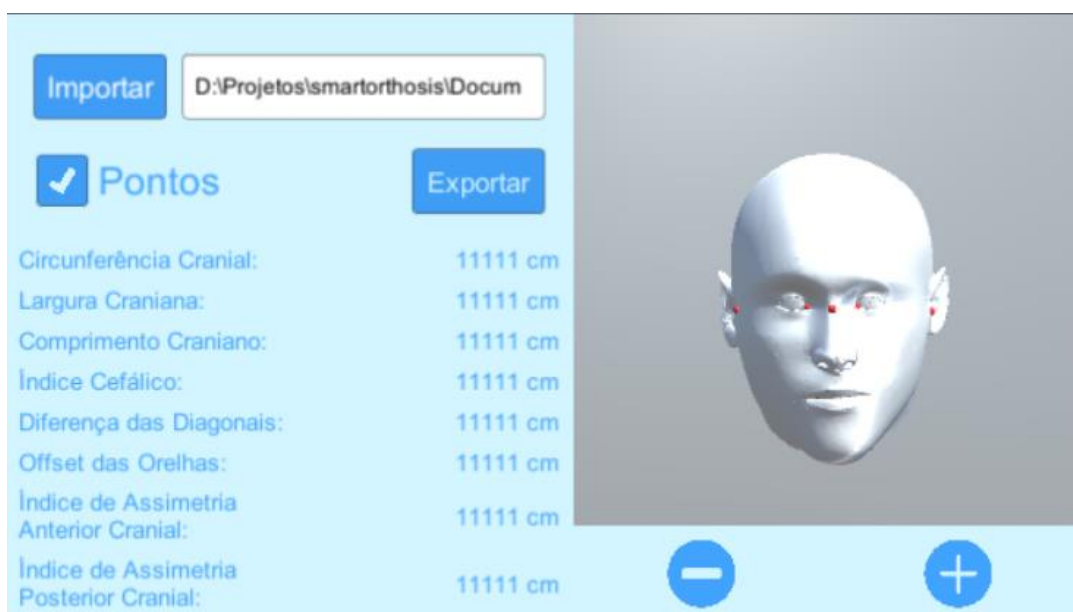 Importar D:\Projetos\smartorthosis\Docum
Pontos Exportar
Circunferência Cranial: 11111 cm
Largura Craniana: 11111 cm
Comprimento Craniano: 11111 cm
Índice Cefálico: 11111 cm
Diferença das Diagonais: 11111 cm
Offset das Orelhas: 11111 cm
Índice de Assimetria
Anterior Cranial: 11111 cm
Índice de Assimetria
Posterior Cranial: 11111 cm